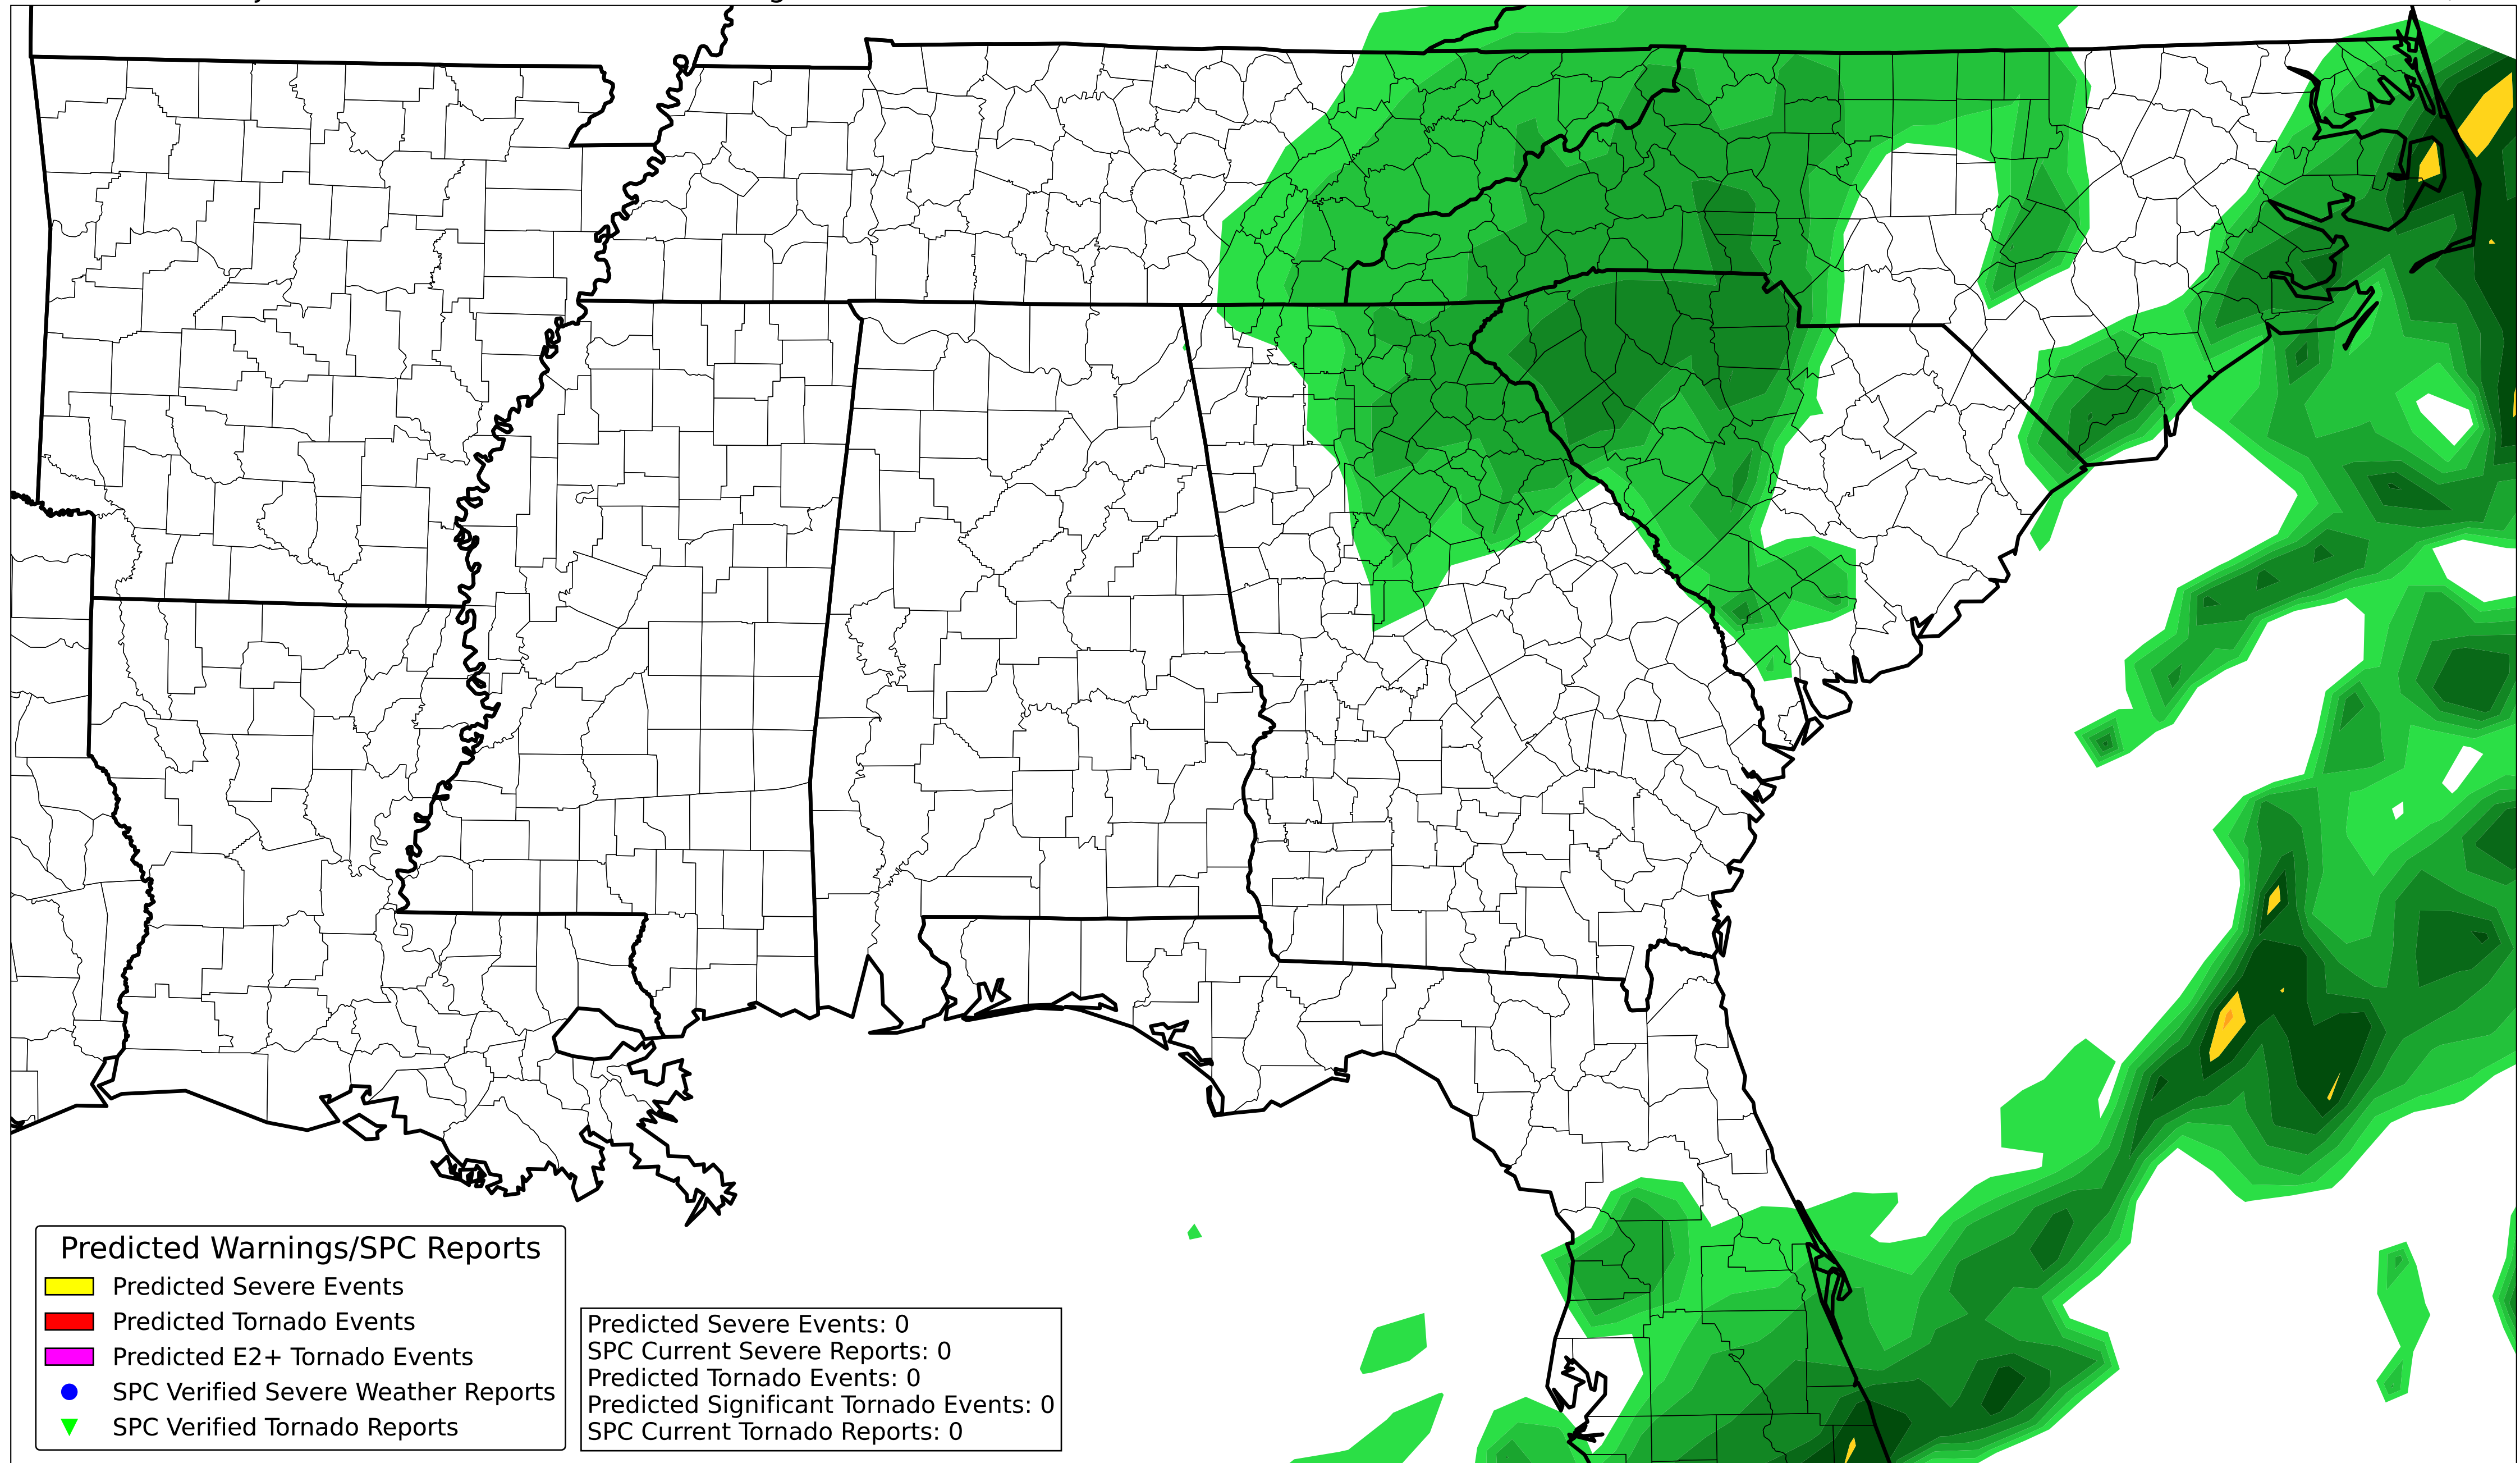 Predicted Warnings/SPC Reports
Predicted Severe Events
Predicted Tornado Events
Predicted E2+ Tornado Events
SPC Verified Severe Weather Reports
SPC Verified Tornado Reports
Predicted Severe Events: 0
SPC Current Severe Reports: 0
Predicted Tornado Events: 0
Predicted Significant Tornado Events: 0
SPC Current Tornado Reports: 0